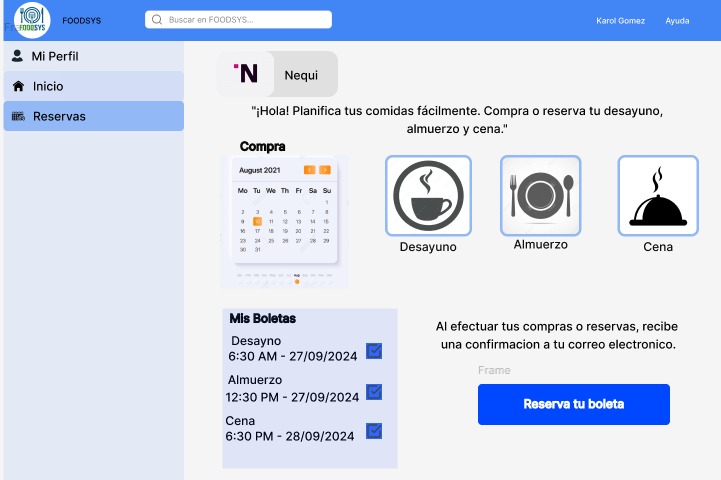 FOODSYS
FOODSYS
Buscar en FOODSYS...
Karol Gomez
Ayuda
Mi Perfil
Inicio
Reservas
N
Nequi
"¡Hola! Planifica tus comidas fácilmente. Compra o reserva tu desayuno,
almuerzo y cena."
Compra
August 2021
Mo Tu We Th Fr Sa Su
1
2 3 4 5 6 7 8
9 10 11 12 13 14 15
16 17 18 19 20 21 22
23 24 25 26 27 28 29
30 31
Desayuno
Almuerzo
Cena
Mis Boletas
Desayno
6:30 AM - 27/09/2024
Almuerzo
12:30 PM - 27/09/2024
Cena
6:30 PM - 28/09/2024
Al efectuar tus compras o reservas, recibe
una confirmacion a tu correo electronico.
Frame
Reserva tu boleta